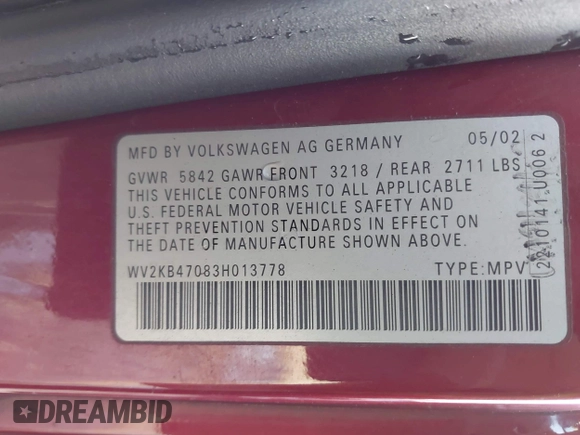 MFD BY VOLKSWAGEN AG GERMANY 05/02
GVWR 5842 GAWR FRONT 3218 / REAR 2711 LBS
THIS VEHICLE CONFORMS TO ALL APPLICABLE
U.S. FEDERAL MOTOR VEHICLE SAFETY AND
THEFT PREVENTION STANDARDS IN EFFECT ON
THE DATE OF MANUFACTURE SHOWN ABOVE.
WV2KB47083H013778 TYPE:MPV
2210141-U0062
DREAMBID